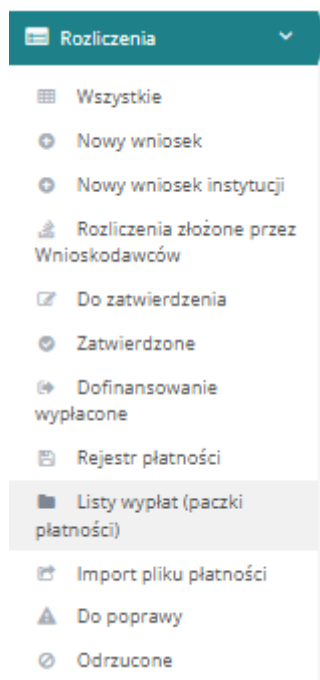 Rozliczenia
Wszystkie
Nowy wniosek
Nowy wniosek instytucji
Rozliczenia złożone przez
Wnioskodawców
Do zatwierdzenia
Zatwierdzone
Dofinansowanie
wypłacone
Rejestr płatności
Listy wypłat (paczki
płatności)
Import pliku płatności
Do poprawy
Odrzucone